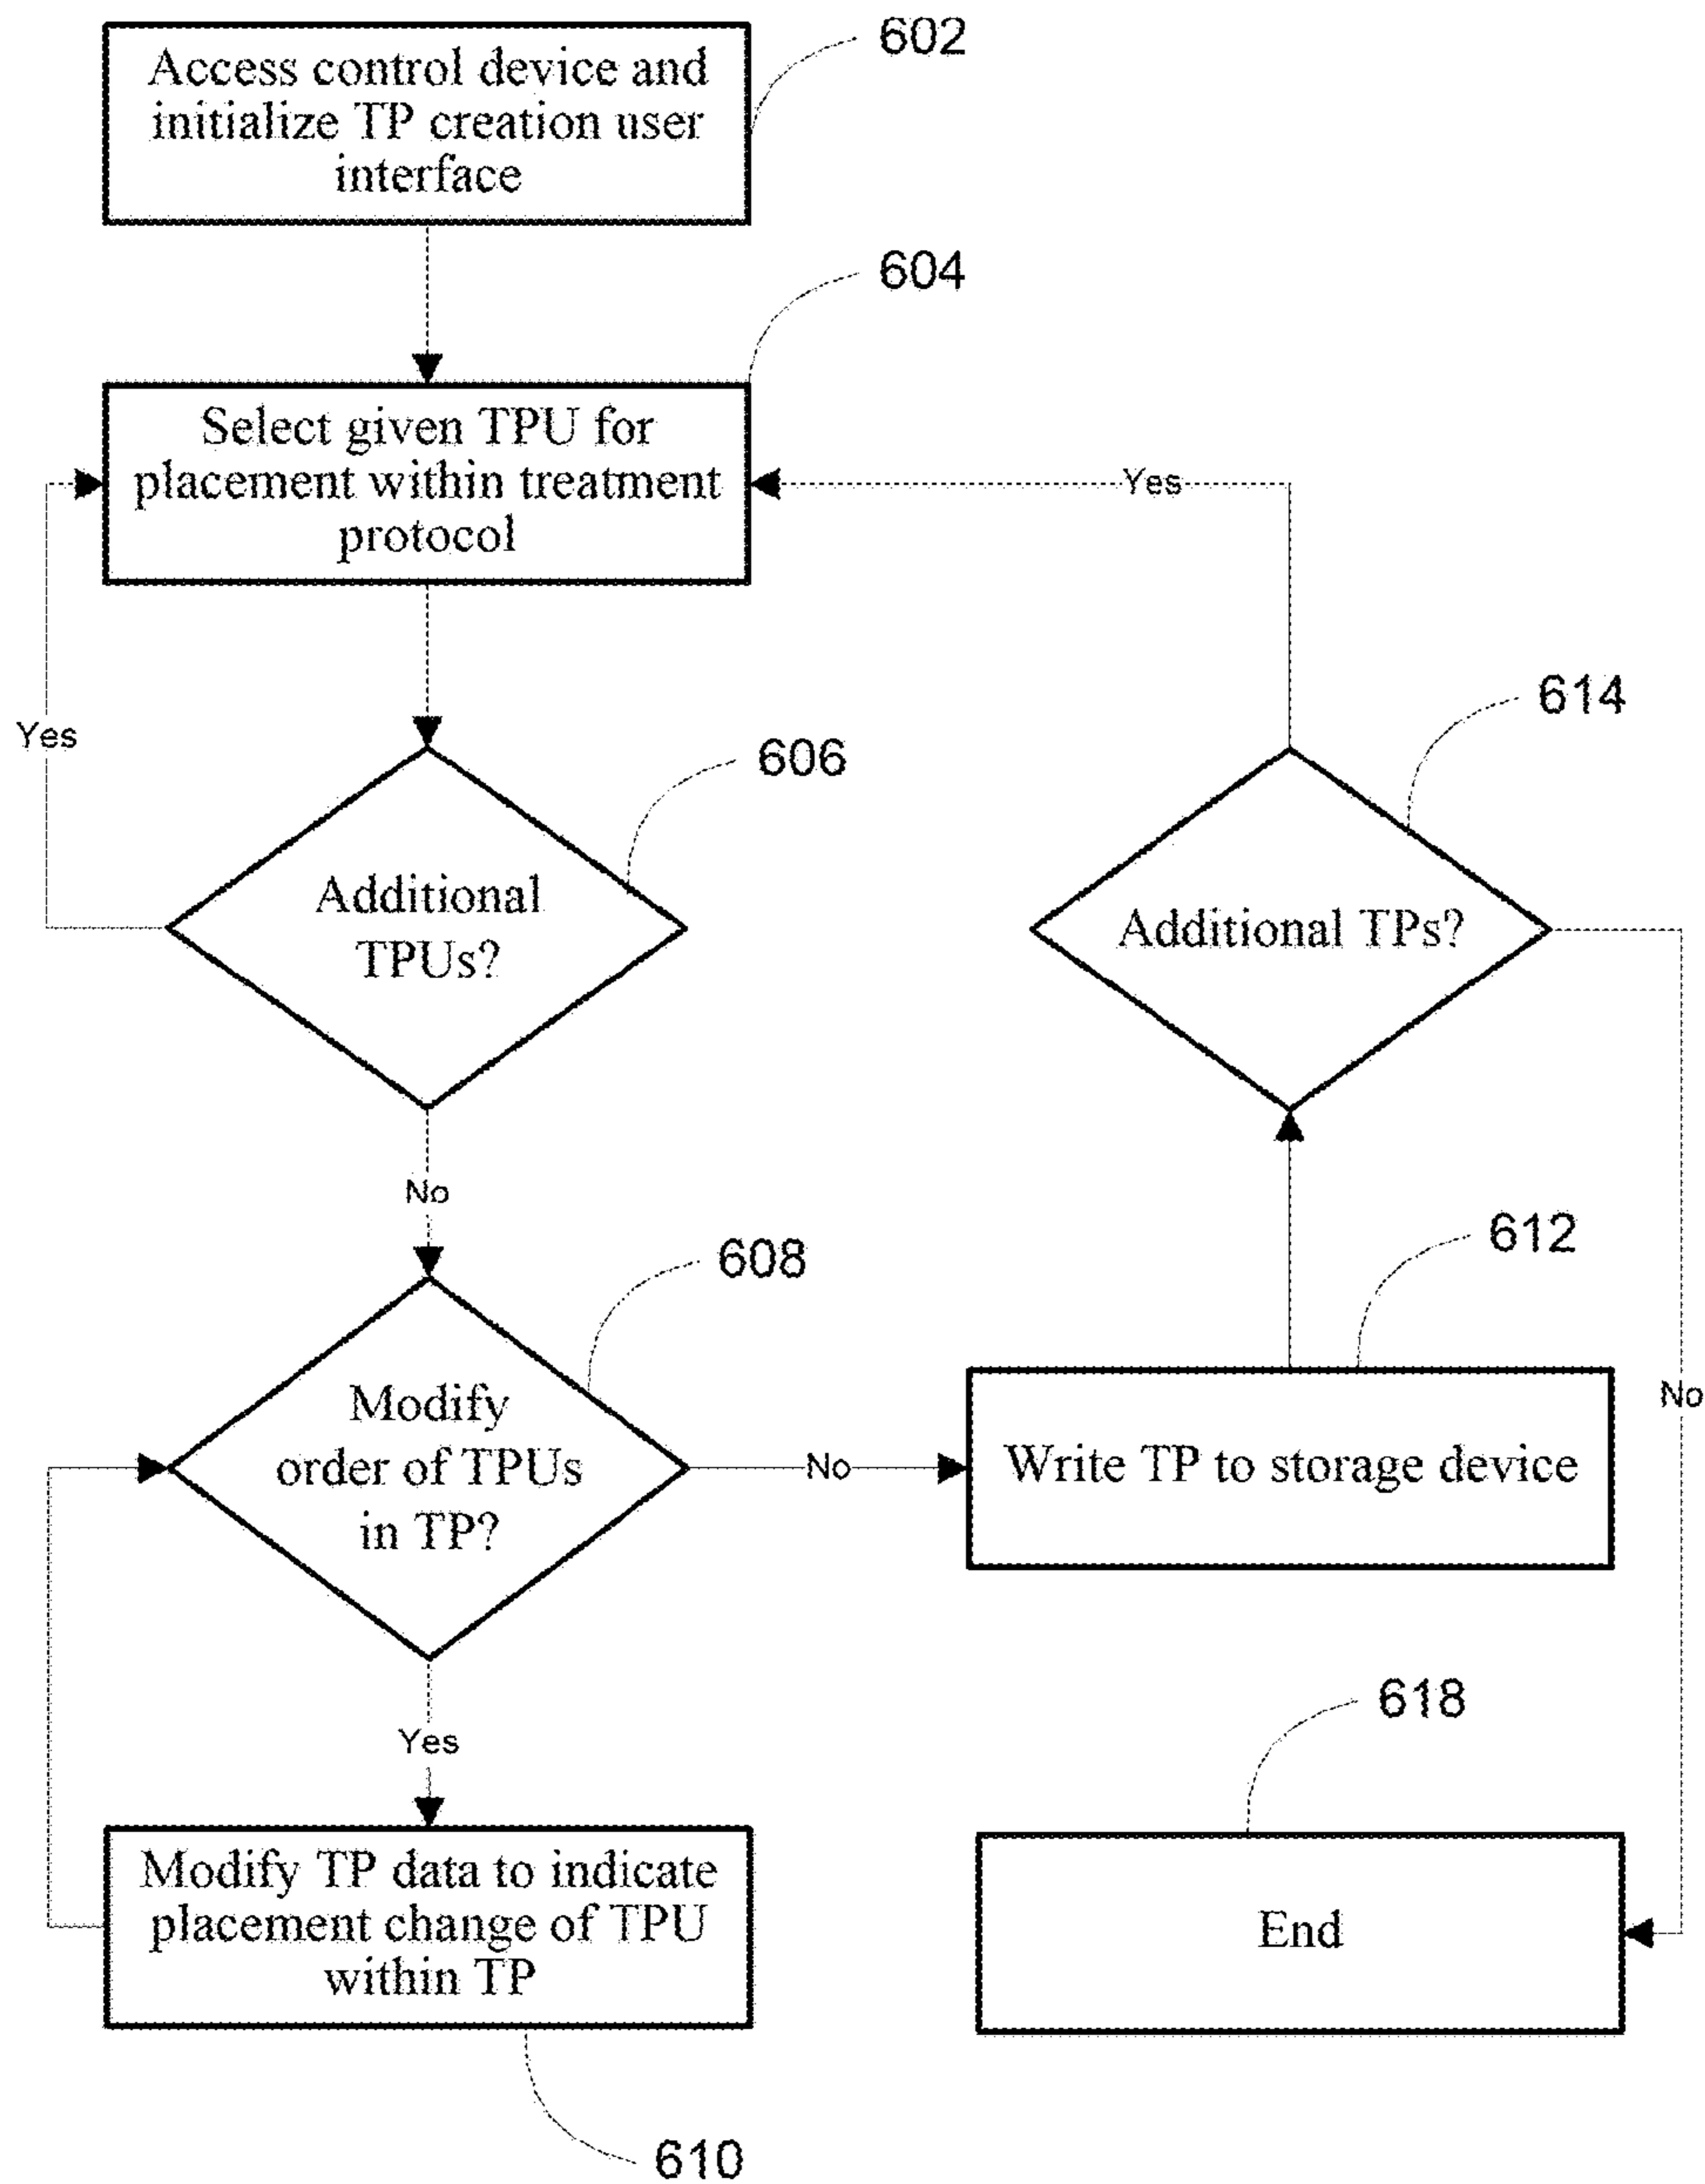 602
Access control device and
initialize TP creation user
interface
604
Select given TPU for
placement within treatment
protocol
Yes
Yes
614
606
Additional
TPUs?
Additional TPs?
No
612
608
Modify
order of TPUs
in TP?
No
Write TP to storage device
No
618
Yes
Modify TP data to indicate
placement change of TPU
within TP
End
610